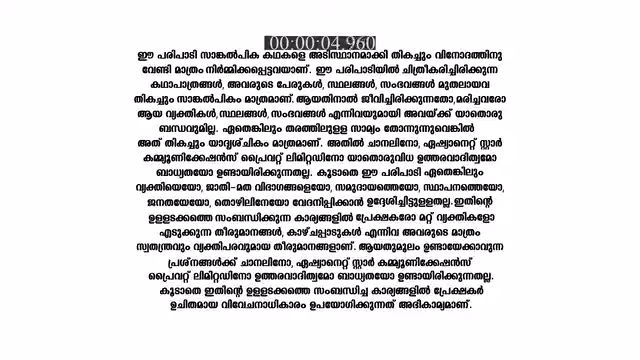 00:00:04.960
ഈ പരിപാടി സാങ്കൽപിക കഥകളെ അടിസ്ഥാനമാക്കി തികച്ചും വിനോദത്തിനു
വേണ്ടി മാത്രം നിർമ്മിക്കപ്പെട്ടവയാണ്. ഈ പരിപാടിയിൽ ചിത്രീകരിച്ചിരിക്കുന്ന
കഥാപാത്രങ്ങൾ, അവരുടെ പേരുകൾ, സ്ഥലങ്ങൾ, സംഭവങ്ങൾ മുതലായവ
തികച്ചും സാങ്കൽപികം മാത്രമാണ്. ആയതിനാൽ ജീവിച്ചിരിക്കുന്നതോ,മരിച്ചവരോ
ആയ വ്യക്തികൾ,സ്ഥലങ്ങൾ,സംഭവങ്ങൾ എന്നിവയുമായി അവയ്ക്ക് യാതൊരു
ബന്ധവുമില്ല. ഏതെങ്കിലും തരത്തിലുളള സാമ്യം തോന്നുന്നുവെങ്കിൽ
അത് തികച്ചും യാദൃശ്ചികം മാത്രമാണ്. അതിൽ ചാനലിനോ, ഏഷ്യാനെറ്റ് സ്റ്റാർ
കമ്മ്യൂണിക്കേഷൻസ് പ്രൈവറ്റ് ലിമിറ്റഡിനോ യാതൊരുവിധ ഉത്തരവാദിത്വമോ
ബാധ്യതയോ ഉണ്ടായിരിക്കുന്നതല്ല. കൂടാതെ ഈ പരിപാടി ഏതെങ്കിലും
വ്യക്തിയെയോ, ജാതി-മത വിഭാഗങ്ങളെയോ, സമുദായത്തെയോ, സ്ഥാപനത്തെയോ,
ജനതയേയോ, തൊഴിലിനേയോ വേദനിപ്പിക്കാൻ ഉദ്ദേശിച്ചിട്ടുളളതല്ല.ഇതിന്റെ
ഉളളടക്കത്തെ സംബന്ധിക്കുന്ന കാര്യങ്ങളിൽ പ്രേക്ഷകരോ മറ്റ് വ്യക്തികളോ
എടുക്കുന്ന തീരുമാനങ്ങൾ, കാഴ്ചപ്പാടുകൾ എന്നിവ അവരുടെ മാത്രം
സ്വതന്ത്രവും വ്യക്തിപരവുമായ തീരുമാനങ്ങളാണ്. ആയതുമൂലം ഉണ്ടായേക്കാവുന്ന
പ്രശ്നങ്ങൾക്ക് ചാനലിനോ, ഏഷ്യാനെറ്റ് സ്റ്റാർ കമ്മ്യൂണിക്കേഷൻസ്
പ്രൈവറ്റ് ലിമിറ്റഡിനോ ഉത്തരവാദിത്വമോ ബാധ്യതയോ ഉണ്ടായിരിക്കുന്നതല്ല.
കൂടാതെ ഇതിന്റെ ഉളളടക്കത്തെ സംബന്ധിച്ച കാര്യങ്ങളിൽ പ്രേക്ഷകർ
ഉചിതമായ വിവേചനാധികാരം ഉപയോഗിക്കുന്നത് അഭികാമ്യമാണ്.